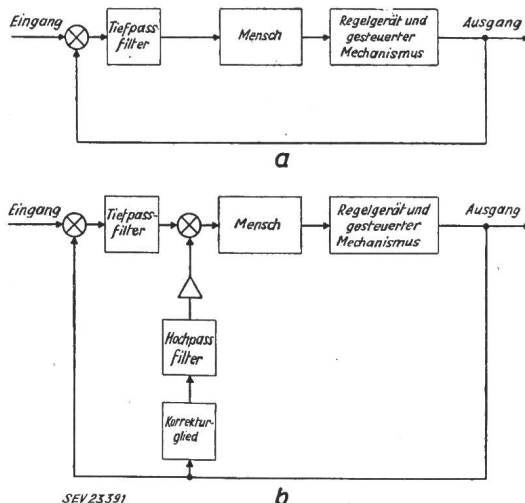 Eingang
Tiefpass-
filter
Mensch
Regelgerät und
gesteuerter
Mechanismus
Ausgang
a
Eingang
Tiefpass-
filter
Mensch
Regelgerät und
gesteuerter
Mechanismus
Ausgang
Hochpass
filter
Korrektur-
glied
SEV 23391
b